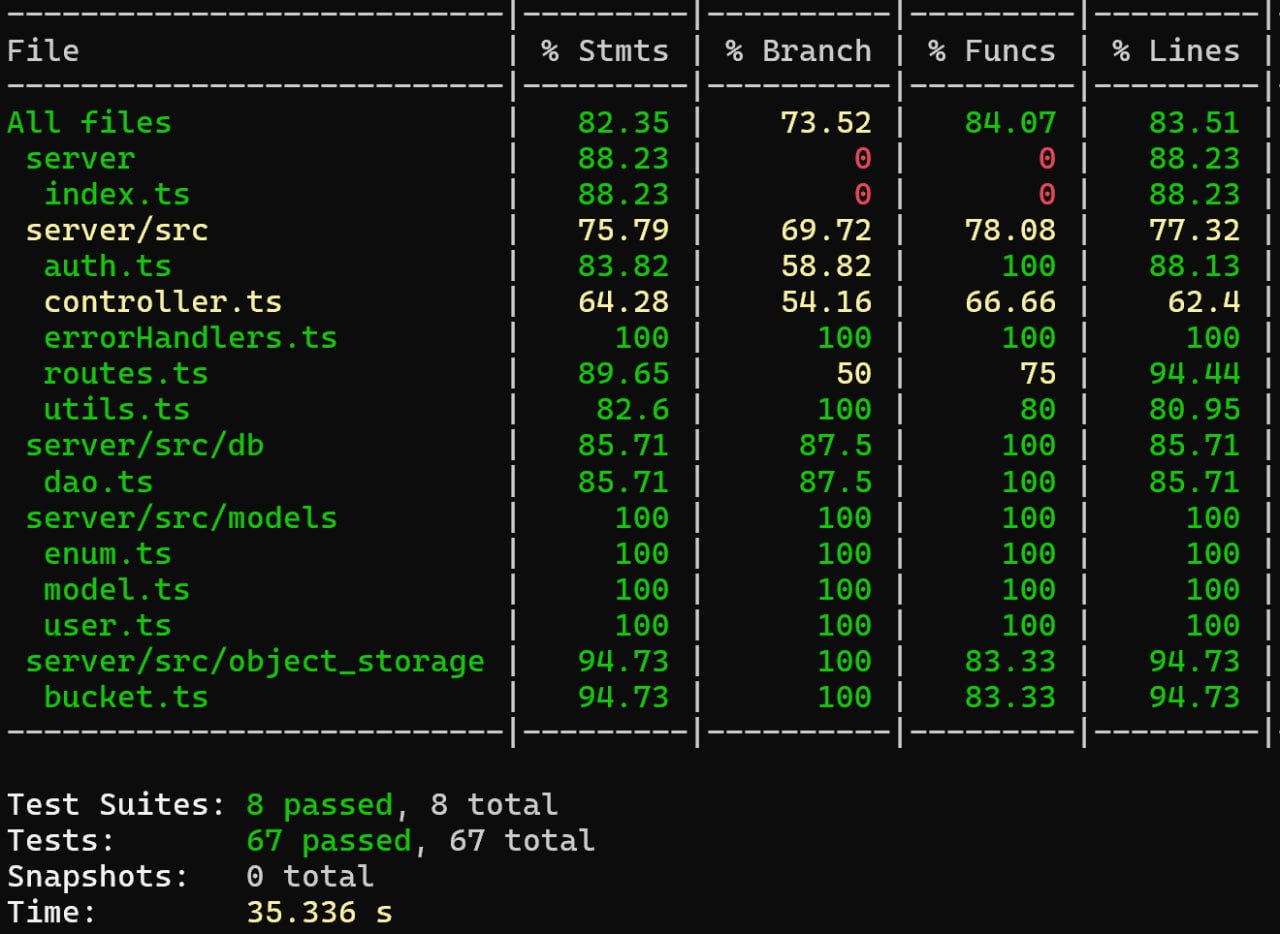 --------------------------|---------|----------|---------|---------|
File                      | % Stmts | % Branch | % Funcs | % Lines |
--------------------------|---------|----------|---------|---------|
All files                 |   82.35 |    73.52 |   84.07 |   83.51 |
 server                   |   88.23 |        0 |       0 |   88.23 |
  index.ts                |   88.23 |        0 |       0 |   88.23 |
 server/src               |   75.79 |    69.72 |   78.08 |   77.32 |
  auth.ts                 |   83.82 |    58.82 |     100 |   88.13 |
  controller.ts           |   64.28 |    54.16 |   66.66 |    62.4 |
  errorHandlers.ts        |     100 |      100 |     100 |     100 |
  routes.ts               |   89.65 |       50 |      75 |   94.44 |
  utils.ts                |    82.6 |      100 |      80 |   80.95 |
 server/src/db            |   85.71 |     87.5 |     100 |   85.71 |
  dao.ts                  |   85.71 |     87.5 |     100 |   85.71 |
 server/src/models        |     100 |      100 |     100 |     100 |
  enum.ts                 |     100 |      100 |     100 |     100 |
  model.ts                |     100 |      100 |     100 |     100 |
  user.ts                 |     100 |      100 |     100 |     100 |
 server/src/object_storage |   94.73 |      100 |   83.33 |   94.73 |
  bucket.ts               |   94.73 |      100 |   83.33 |   94.73 |
--------------------------|---------|----------|---------|---------|
Test Suites: 8 passed, 8 total
Tests:       67 passed, 67 total
Snapshots:   0 total
Time:        35.336 s